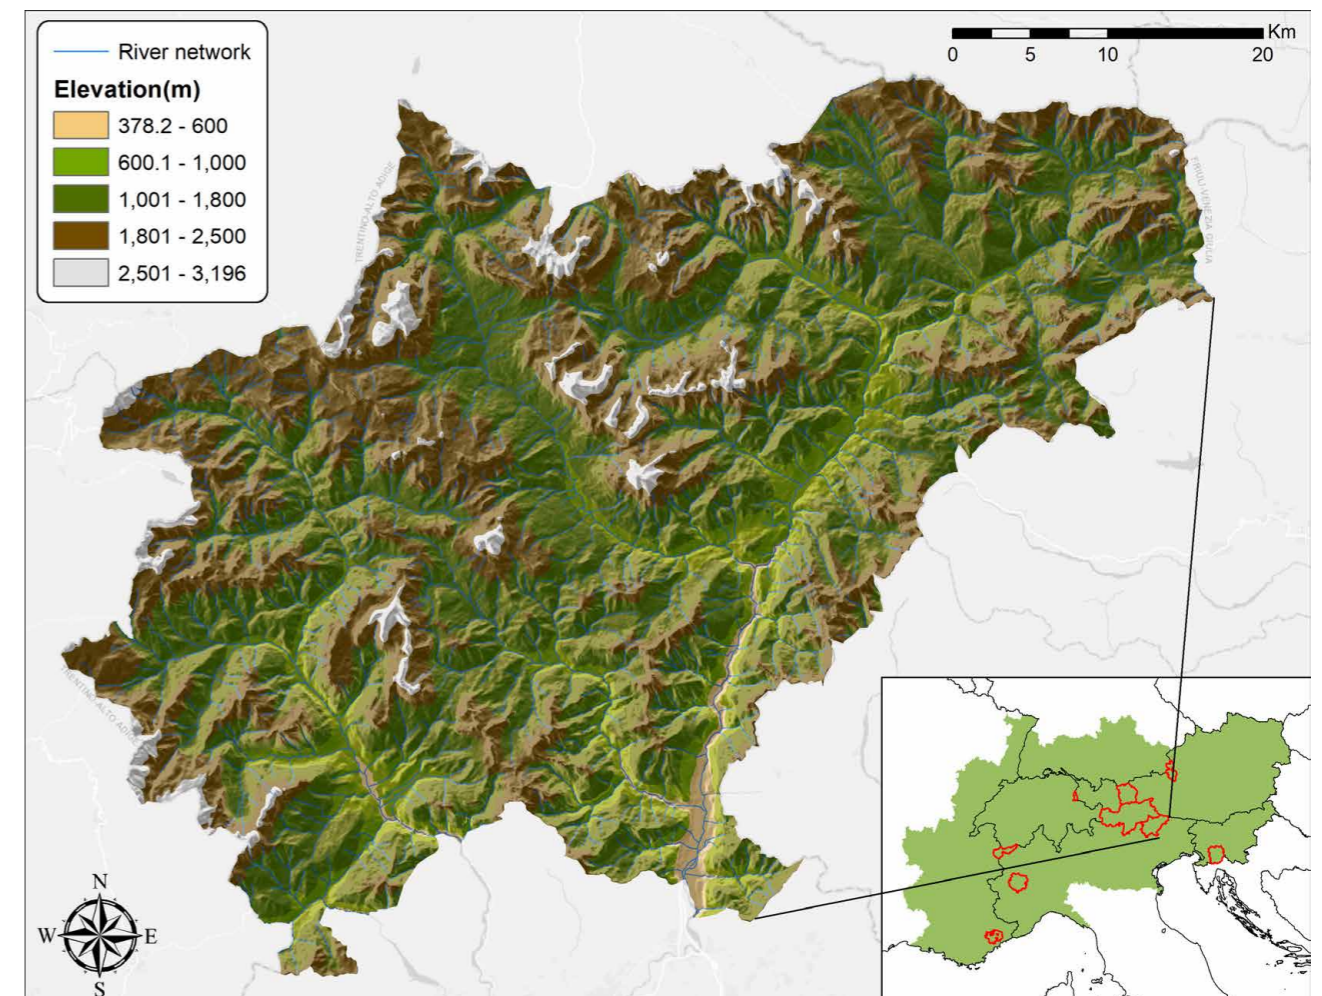 River network
Elevation(m)
378.2 - 600
600.1 - 1,000
1,001 - 1,800
1,801 - 2,500
2,501 - 3,196
Km
0 5 10 20
TRENTINO-ALTO ADIGE
FRIULI-VENEZIA GIULIA
TRENTINO-ALTO ADIGE
N
W E
S